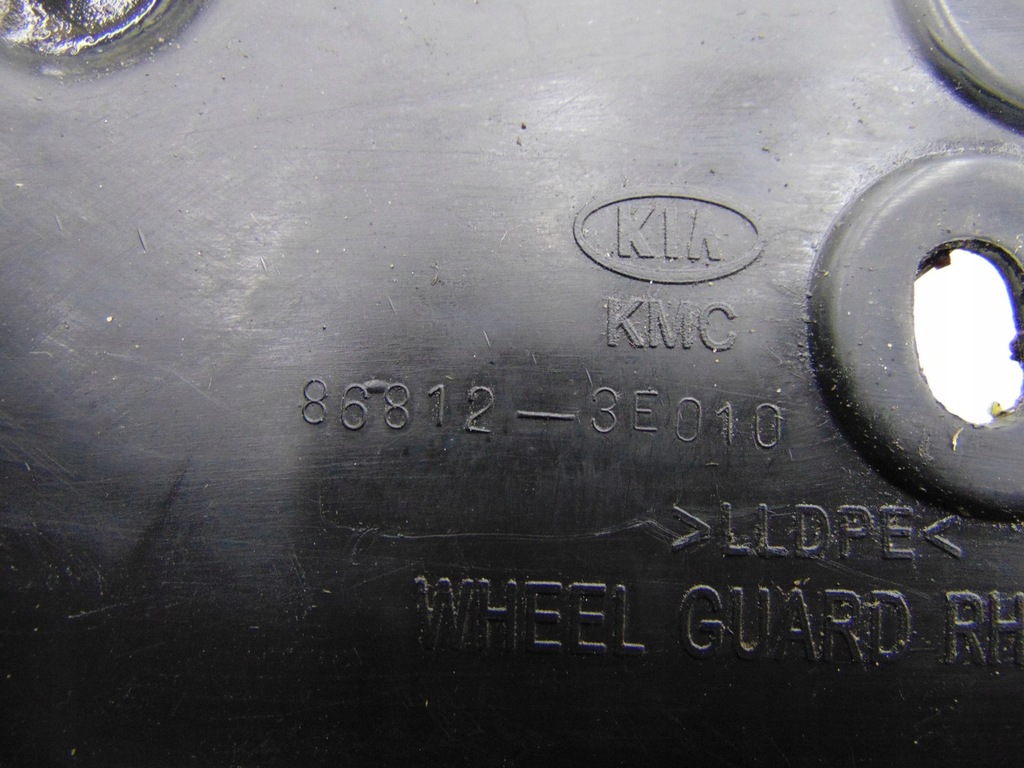 KIA
KMC
86812-3E010
>LLDPE<
WHEEL GUARD RH